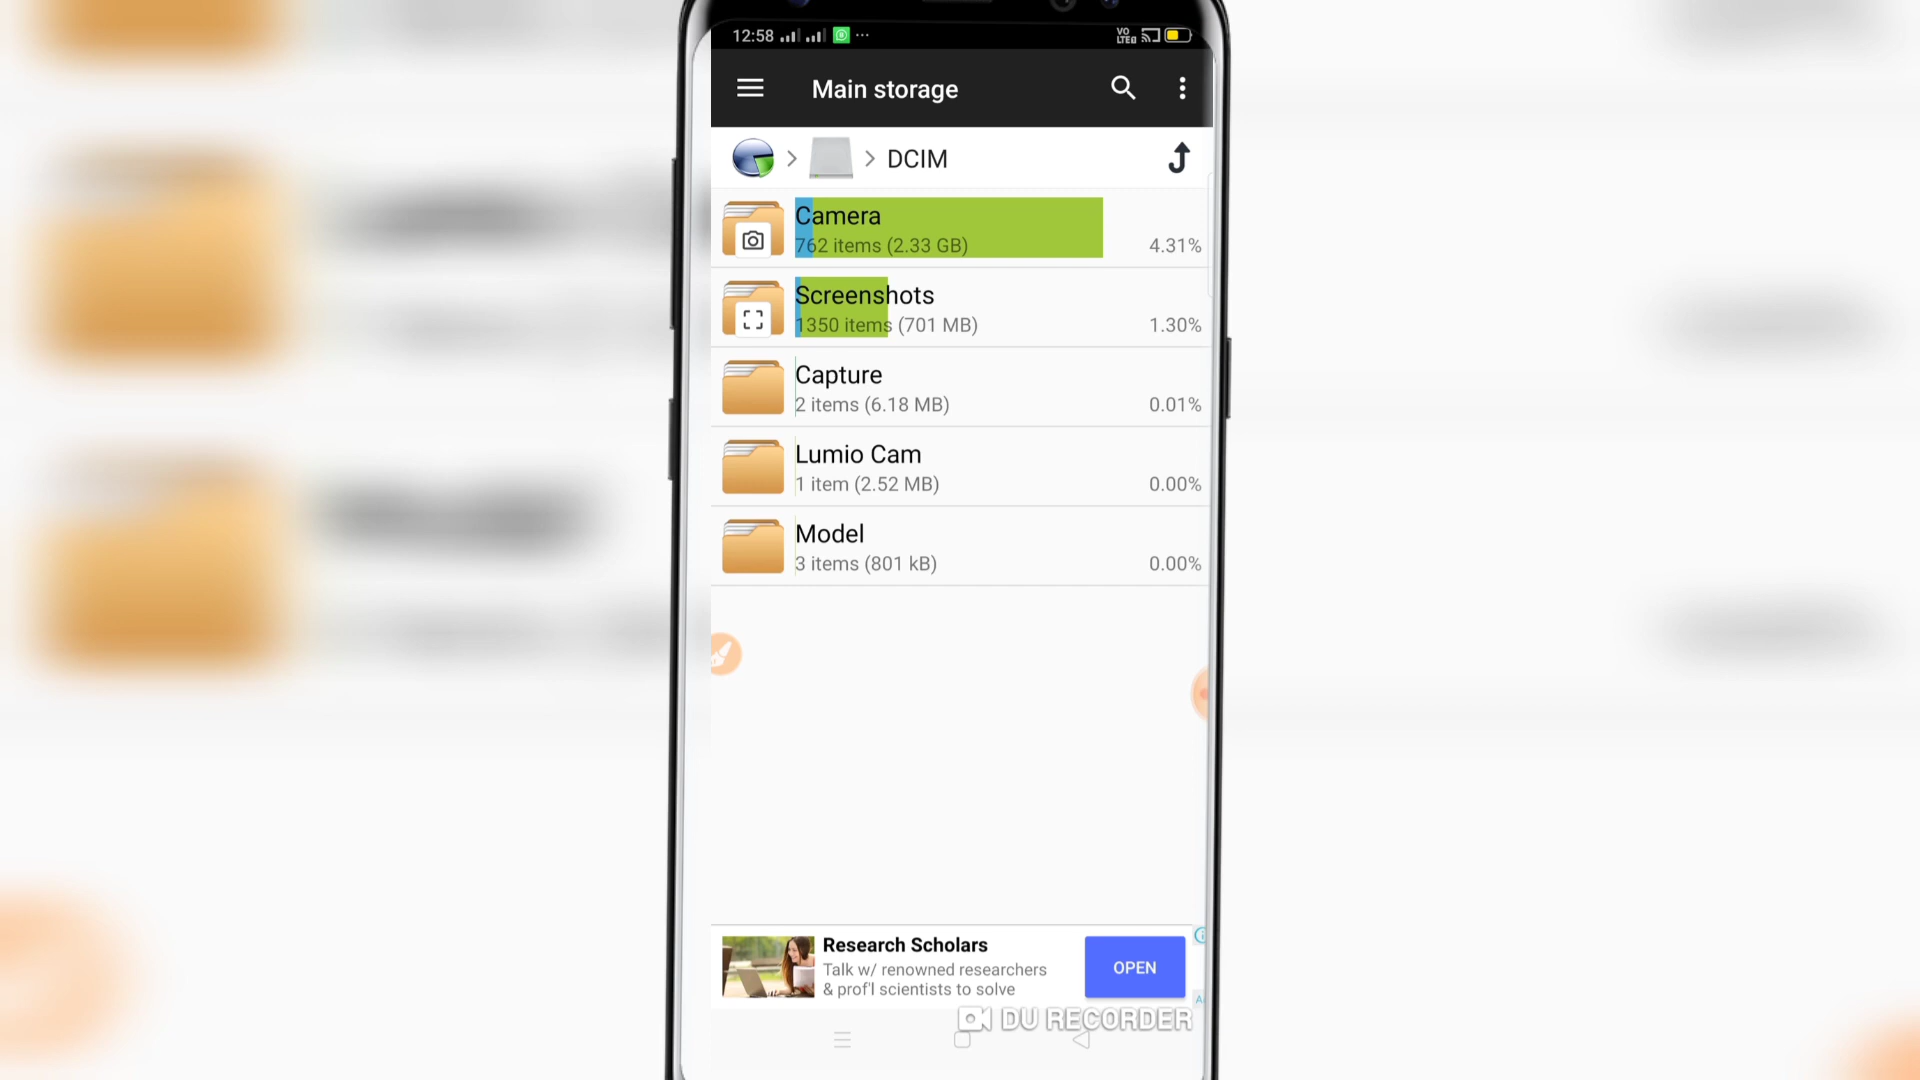 12:58
VO
LTE
Main storage
DCIM
Camera
762 items (2.33 GB)
4.31%
Screenshots
1350 items (701 MB)
1.30%
Capture
2 items (6.18 MB)
0.01%
Lumio Cam
1 item (2.52 MB)
0.00%
Model
3 items (801 kB)
0.00%
Research Scholars
Talk w/ renowned researchers
& prof'l scientists to solve
OPEN
DU RECORDER